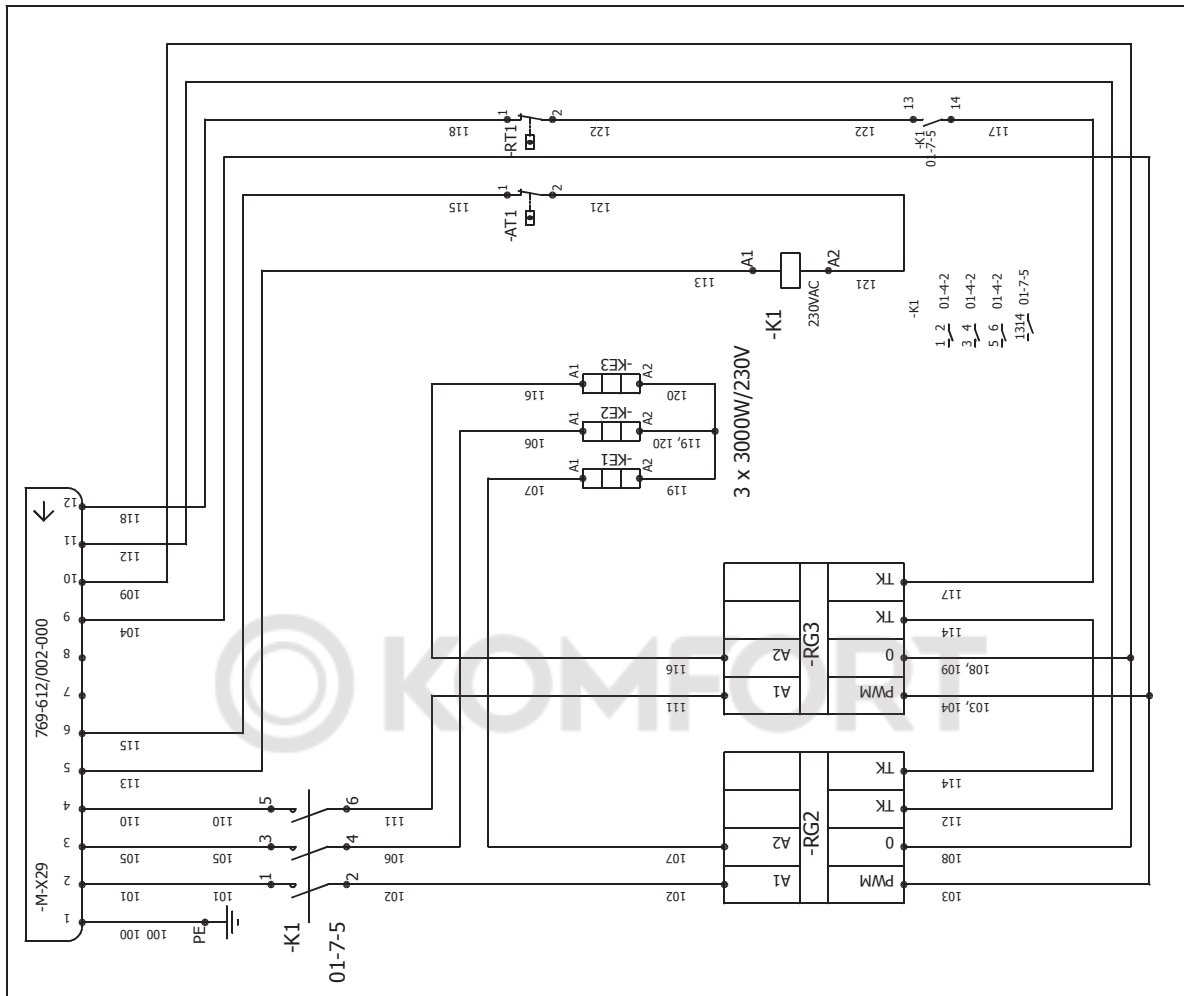 13
14
1
2
118
-RT1
122
122
-K1
01-7-5
117
1
2
115
-AT1
121
A1
A2
113
-K1
230VAC
121
-K1
1 2 01-4-2
3 4 01-4-2
5 6 01-4-2
1314 01-7-5
116
A1
-KE3
A2
120
106
A1
-KE2
A2
119, 120
107
A1
-KE1
A2
119
3 x 3000W/230V
-M-X29
769-612/002-000
12
118
11
112
10
109
9
104
8
7
6
115
5
113
4
110
110
5
6
111
3
105
105
3
4
106
2
101
101
1
2
102
1
100
100
PE
-K1
01-7-5
KOMFORT
-RG3
116
A2
111
A1
TK
117
TK
114
0
108, 109
PWM
103, 104
-RG2
107
A2
102
A1
TK
114
TK
112
0
108
PWM
103